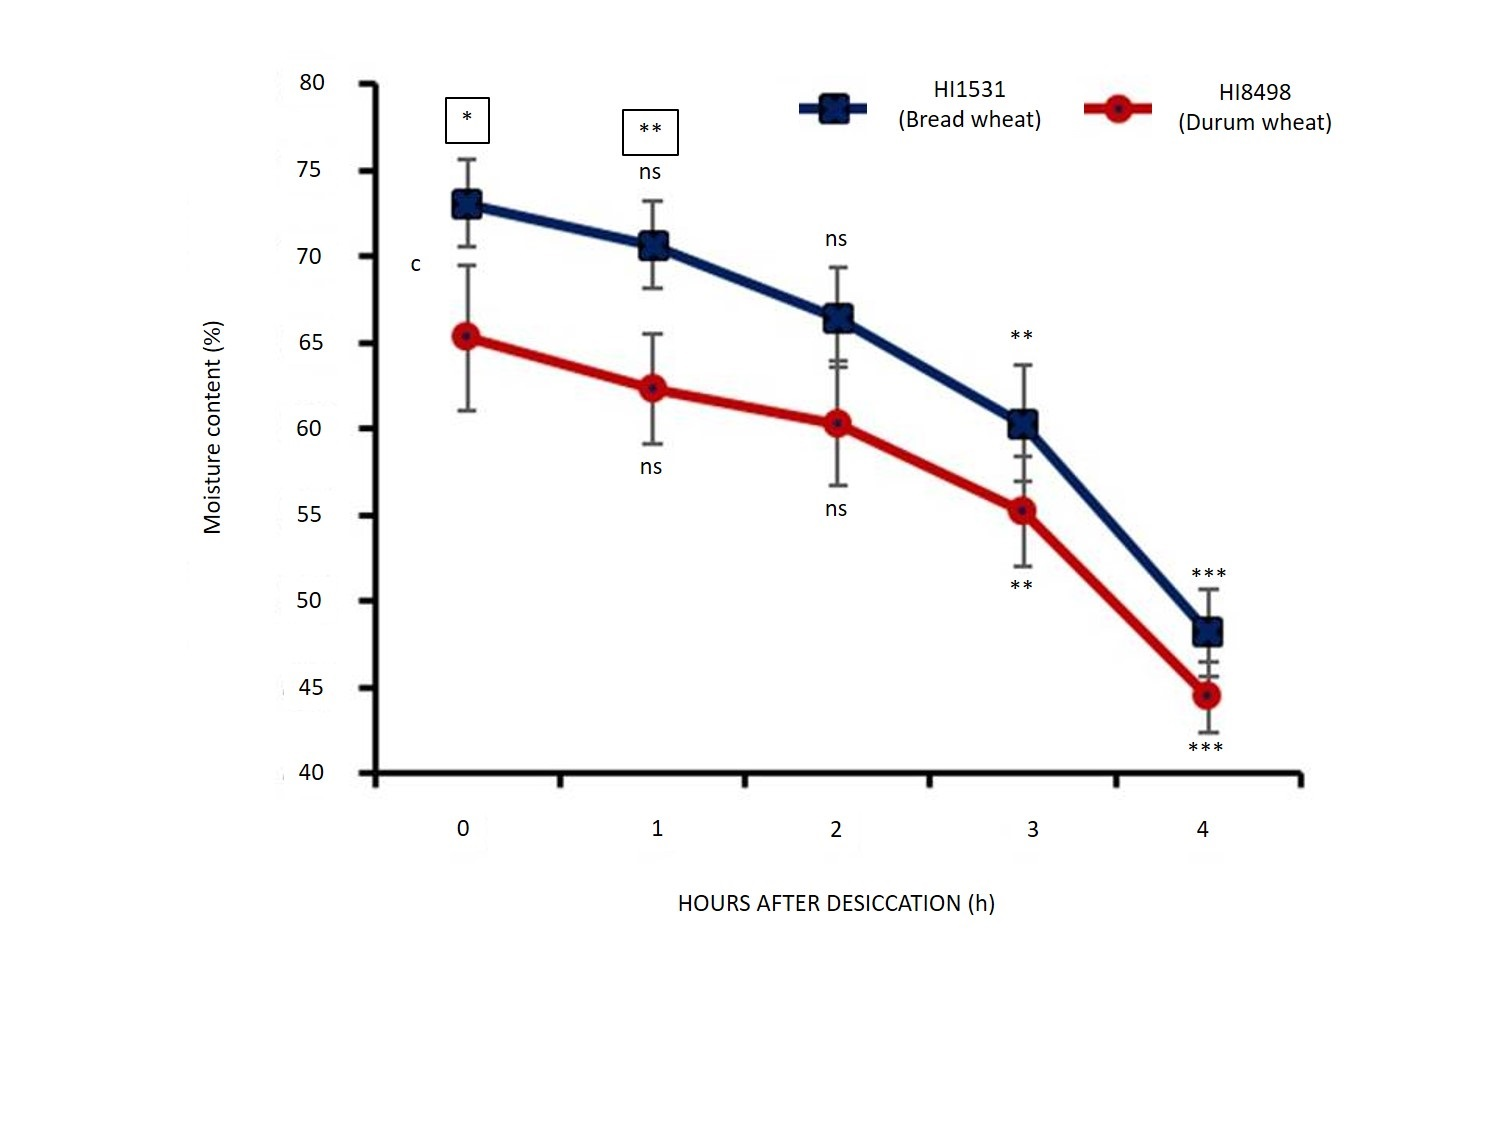 80
HI1531
(Bread wheat)
HI8498
(Durum wheat)
*
**
75
ns
ns
70
c
65
**
Moisture content (%)
60
ns
55
ns
**
***
50
45
***
40
0 1 2 3 4
HOURS AFTER DESICCATION (h)